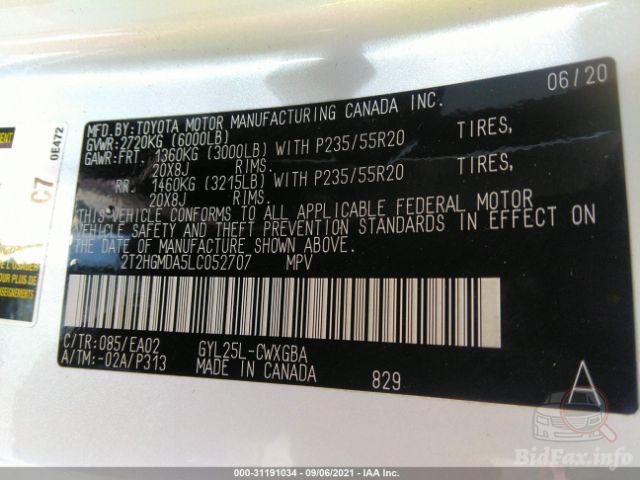 06/20
MFD. BY:TOYOTA MOTOR MANUFACTURING CANADA INC.
GVWR:2720KG (6000LB)
GAWR:FRT. 1360KG (3000LB) WITH P235/55R20 TIRES,
20X8J RIMS.
RR. 1460KG (3215LB) WITH P235/55R20 TIRES,
20X8J RIMS.
THIS VEHICLE CONFORMS TO ALL APPLICABLE FEDERAL MOTOR
VEHICLE SAFETY AND THEFT PREVENTION STANDARDS IN EFFECT ON
THE DATE OF MANUFACTURE SHOWN ABOVE.
2T2HGMDA5LC052707 MPV
C/TR:085/EA02 GYL25L-CWXGBA
A/TM:-02A/P313 MADE IN CANADA
829
C7 0E472
A
BidFax.info
000-31191034 - 09/06/2021 - IAA Inc.